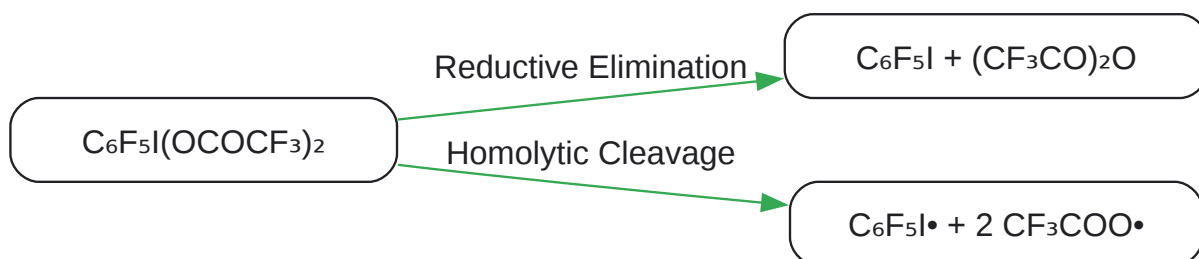 C₆F₅I(OCOCF₃)₂
Reductive Elimination
C₆F₅I + (CF₃CO)₂O
Homolytic Cleavage
C₆F₅I• + 2 CF₃COO•